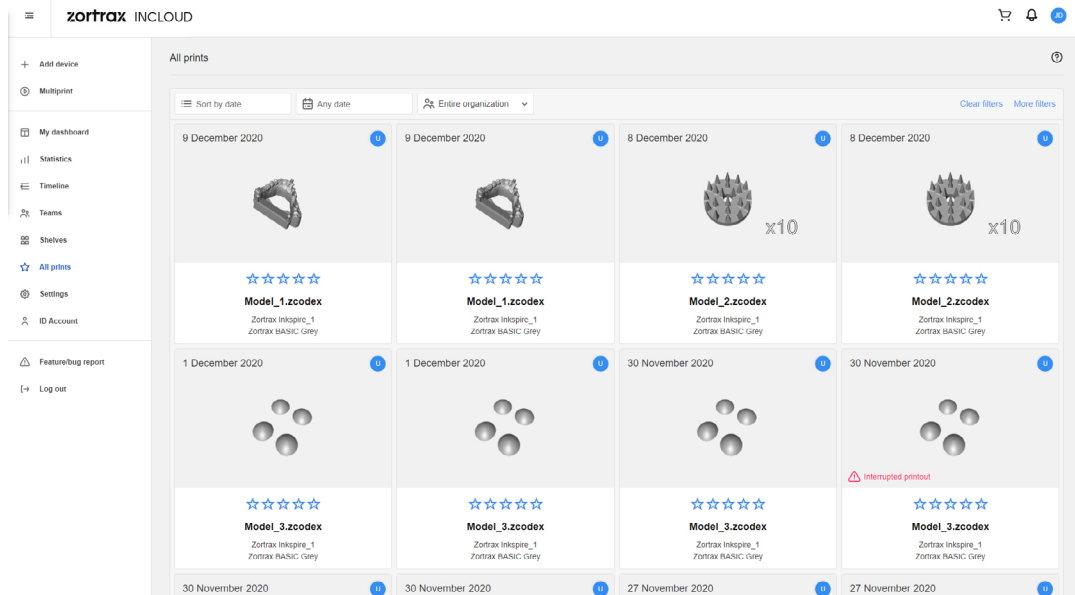 zortrax INCLOUD
JD
Add device
Multiprint
My dashboard
Statistics
Timeline
Teams
Shelves
All prints
Settings
ID Account
Feature/bug report
Log out
All prints
Sort by date
Any date
Entire organization
Clear filters
More filters
9 December 2020
U
9 December 2020
U
8 December 2020
U
8 December 2020
U
x10
x10
Model_1.zcodex
Zortrax Inkspire_1
Zortrax BASIC Grey
Model_1.zcodex
Zortrax Inkspire_1
Zortrax BASIC Grey
Model_2.zcodex
Zortrax Inkspire_1
Zortrax BASIC Grey
Model_2.zcodex
Zortrax Inkspire_1
Zortrax BASIC Grey
1 December 2020
U
1 December 2020
U
30 November 2020
U
30 November 2020
U
Interrupted printout
Model_3.zcodex
Zortrax Inkspire_1
Zortrax BASIC Grey
Model_3.zcodex
Zortrax Inkspire_1
Zortrax BASIC Grey
Model_3.zcodex
Zortrax Inkspire_1
Zortrax BASIC Grey
Model_3.zcodex
Zortrax Inkspire_1
Zortrax BASIC Grey
30 November 2020
U
30 November 2020
U
27 November 2020
U
27 November 2020
U